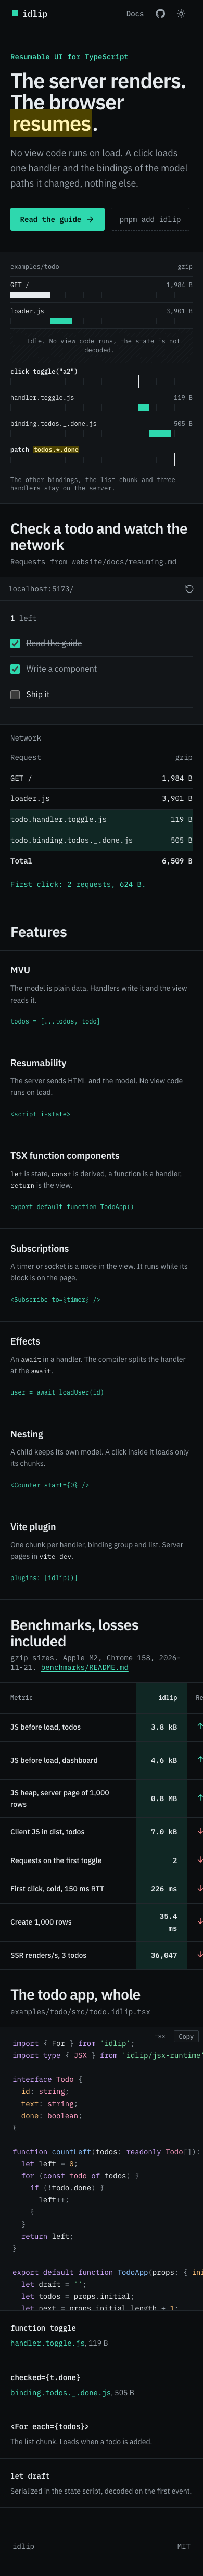 idlip Docs
Resumable UI for TypeScript
The server renders.
The browser
resumes.
No view code runs on load. A click loads
one handler and the bindings of the model
paths it changed, nothing else.
Read the guide → pnpm add idlip
examples/todo gzip
GET / 1,984 B
loader.js 3,901 B
Idle. No view code runs, the state is not
decoded.
click toggle("a2")
handler.toggle.js 119 B
binding.todos._.done.js 505 B
patch todos.*.done
The other bindings, the list chunk and three
handlers stay on the server.
Check a todo and watch the
network
Requests from website/docs/resuming.md
localhost:5173/
1 left
Read the guide
Write a component
Ship it
Network
Request gzip
GET / 1,984 B
loader.js 3,901 B
todo.handler.toggle.js 119 B
todo.binding.todos._.done.js 505 B
Total 6,509 B
First click: 2 requests, 624 B.
Features
MVU
The model is plain data. Handlers write it and the view
reads it.
todos = [...todos, todo]
Resumability
The server sends HTML and the model. No view code
runs on load.
<script i-state>
TSX function components
let is state, const is derived, a function is a handler,
return is the view.
export default function TodoApp()
Subscriptions
A timer or socket is a node in the view. It runs while its
block is on the page.
<Subscribe to={timer} />
Effects
An await in a handler. The compiler splits the handler
at the await.
user = await loadUser(id)
Nesting
A child keeps its own model. A click inside it loads only
its chunks.
<Counter start={0} />
Vite plugin
One chunk per handler, binding group and list. Server
pages in vite dev.
plugins: [idlip()]
Benchmarks, losses
included
gzip sizes. Apple M2, Chrome 158, 2026-
11-21. benchmarks/README.md
Metric idlip Re
JS before load, todos 3.8 kB ↑
JS before load, dashboard 4.6 kB ↑
JS heap, server page of 1,000
rows 0.8 MB ↑
Client JS in dist, todos 7.0 kB ↓
Requests on the first toggle 2 ↓
First click, cold, 150 ms RTT 226 ms ↓
Create 1,000 rows 35.4
ms ↓
SSR renders/s, 3 todos 36,047 ↓
The todo app, whole
examples/todo/src/todo.idlip.tsx
tsx Copy
import { For } from 'idlip';
import type { JSX } from 'idlip/jsx-runtime'
interface Todo {
id: string;
text: string;
done: boolean;
}
function countLeft(todos: readonly Todo[]):
let left = 0;
for (const todo of todos) {
if (!todo.done) {
left++;
}
}
return left;
}
export default function TodoApp(props: { ini
let draft = '';
let todos = props.initial;
let next = props.initial.length + 1;
function toggle
handler.toggle.js, 119 B
checked={t.done}
binding.todos._.done.js, 505 B
<For each={todos}>
The list chunk. Loads when a todo is added.
let draft
Serialized in the state script, decoded on the first event.
idlip MIT